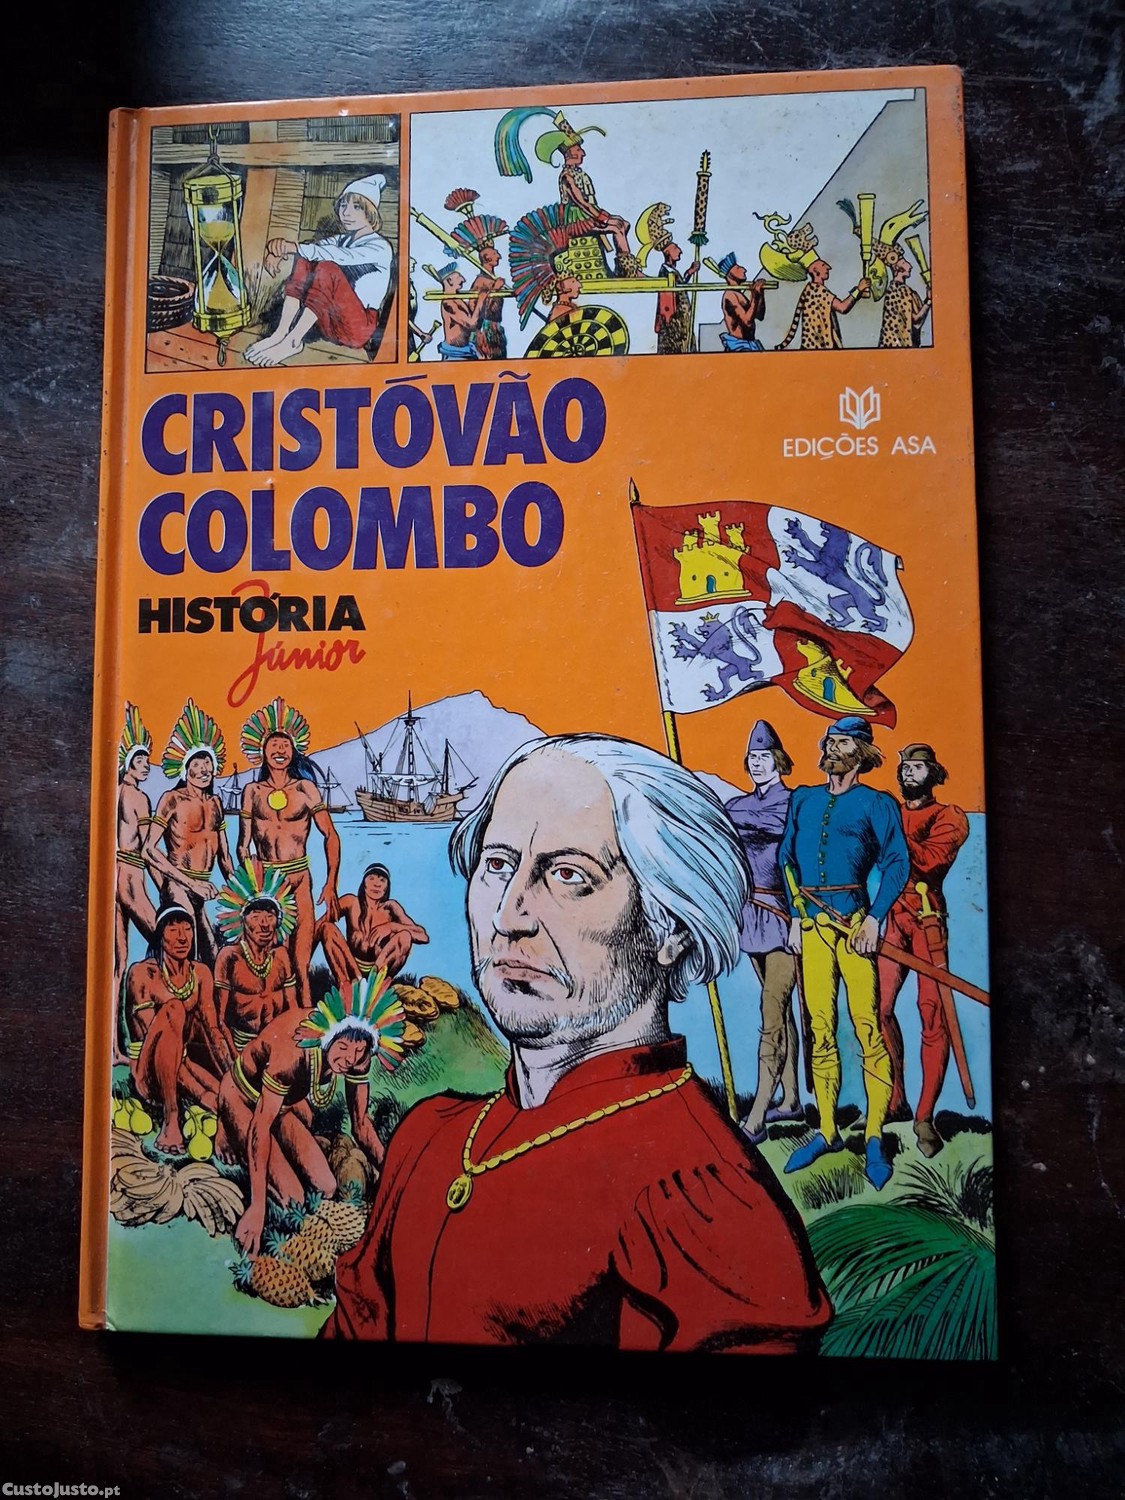 CRISTÓVÃO
COLOMBO
HISTÓRIA
Júnior
EDIÇÕES ASA
CustoJusto.pt